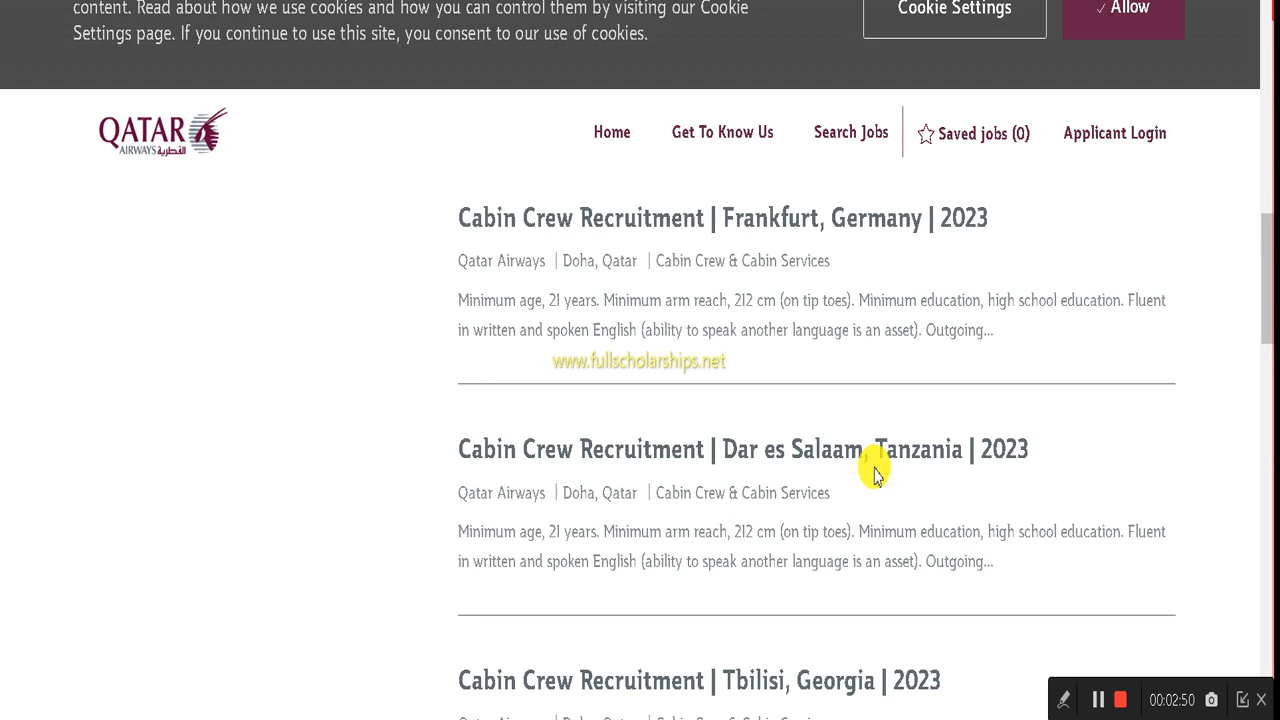 content. Read about how we use cookies and how you can control them by visiting our Cookie
Settings page. If you continue to use this site, you consent to our use of cookies.
Cookie Settings
✓ Allow
QATAR
AIRWAYS القطرية
Home
Get To Know Us
Search Jobs
Saved jobs (0)
Applicant Login
Cabin Crew Recruitment | Frankfurt, Germany | 2023
Qatar Airways | Doha, Qatar | Cabin Crew & Cabin Services
Minimum age, 21 years. Minimum arm reach, 212 cm (on tip toes). Minimum education, high school education. Fluent
in written and spoken English (ability to speak another language is an asset). Outgoing...
www.fullscholarships.net
Cabin Crew Recruitment | Dar es Salaam, Tanzania | 2023
Qatar Airways | Doha, Qatar | Cabin Crew & Cabin Services
Minimum age, 21 years. Minimum arm reach, 212 cm (on tip toes). Minimum education, high school education. Fluent
in written and spoken English (ability to speak another language is an asset). Outgoing...
Cabin Crew Recruitment | Tbilisi, Georgia | 2023
00:02:50